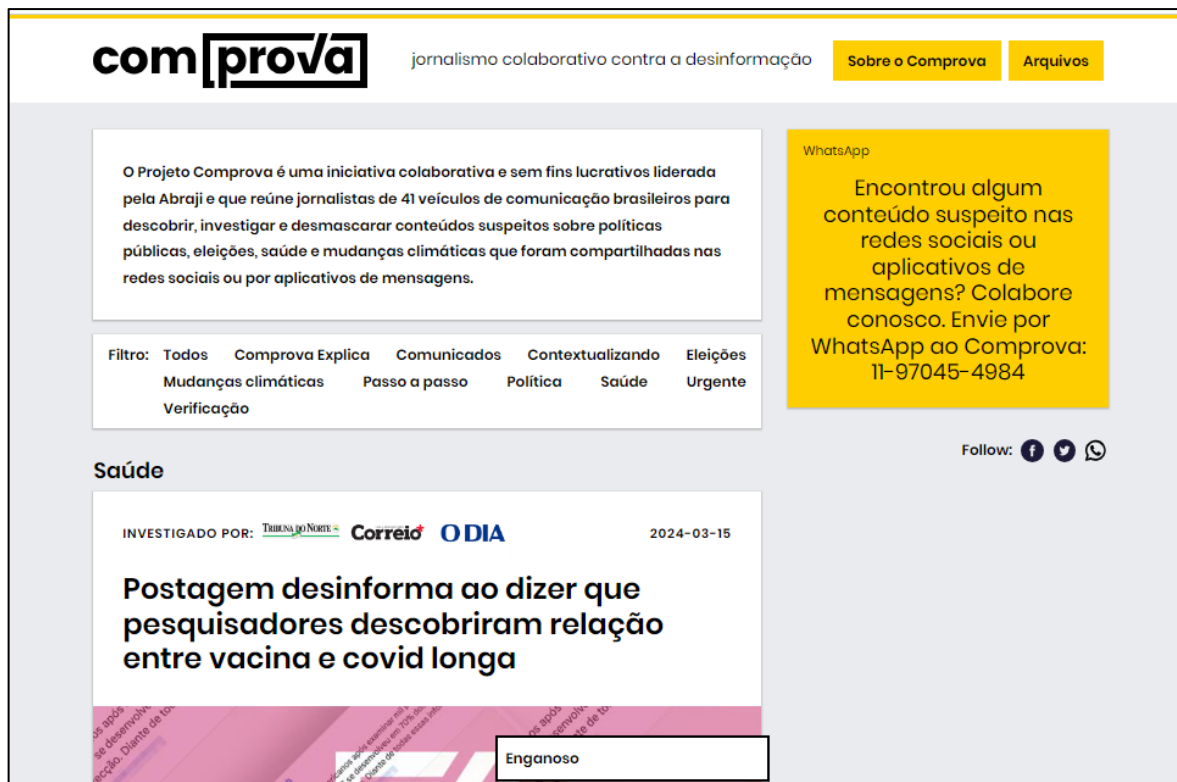 comprova
jornalismo colaborativo contra a desinformação
Sobre o Comprova
Arquivos
O Projeto Comprova é uma iniciativa colaborativa e sem fins lucrativos liderada
pela Abraji e que reúne jornalistas de 41 veículos de comunicação brasileiros para
descobrir, investigar e desmascarar conteúdos suspeitos sobre políticas
públicas, eleições, saúde e mudanças climáticas que foram compartilhadas nas
redes sociais ou por aplicativos de mensagens.
WhatsApp
Encontrou algum
conteúdo suspeito nas
redes sociais ou
aplicativos de
mensagens? Colabore
conosco. Envie por
WhatsApp ao Comprova:
11-97045-4984
Filtro: Todos Comprova Explica Comunicados Contextualizando Eleições
Mudanças climáticas Passo a passo Política Saúde Urgente
Verificação
Follow:
Saúde
INVESTIGADO POR: TRIBUNA DO NORTE Correio O DIA 2024-03-15
Postagem desinforma ao dizer que
pesquisadores descobriram relação
entre vacina e covid longa
Enganoso